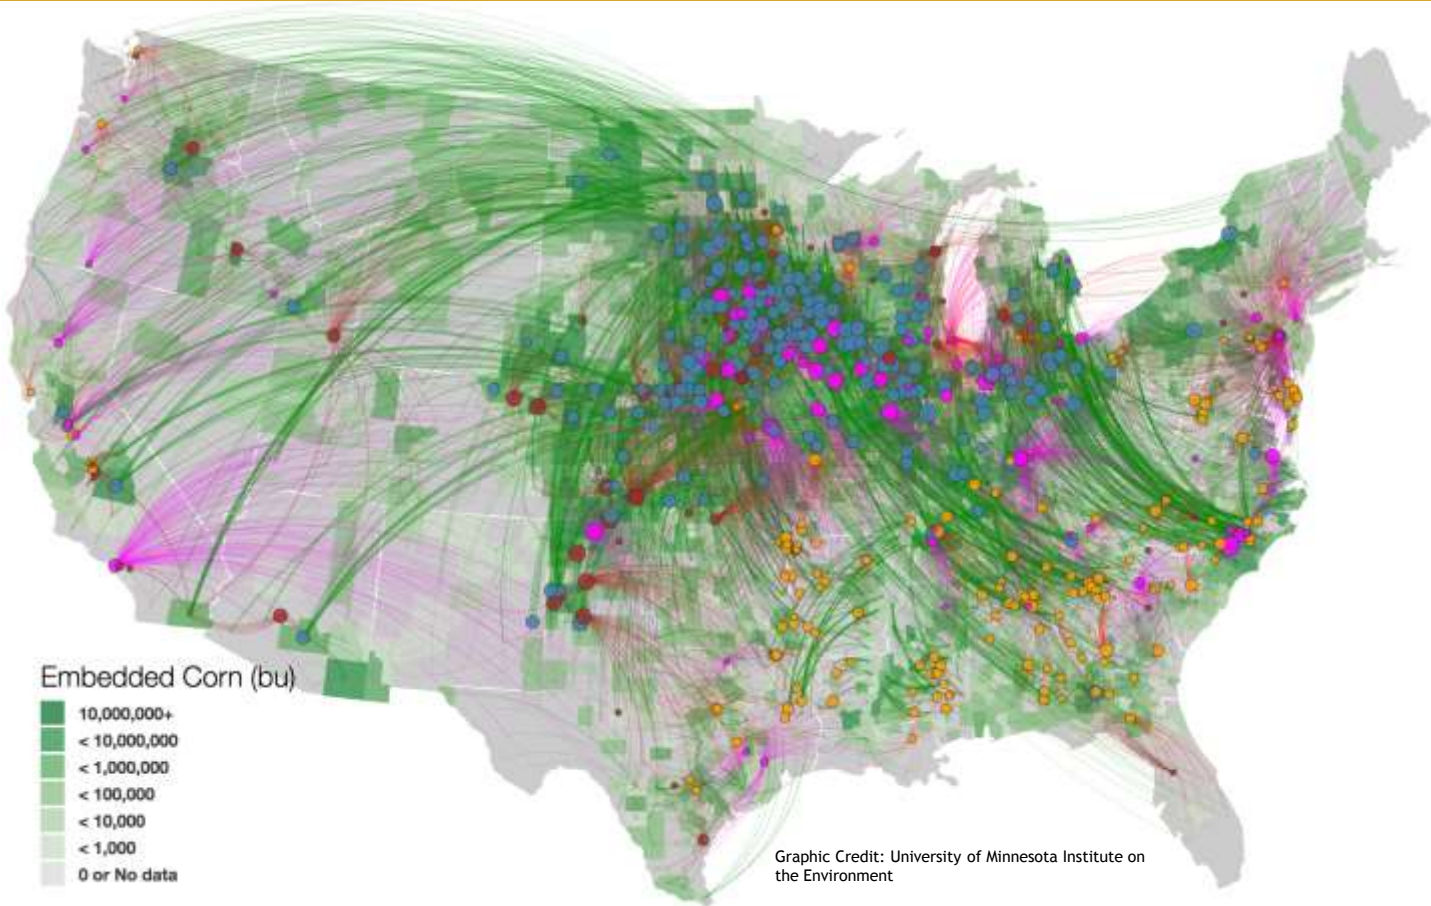 Embedded Corn (bu)
10,000,000+
< 10,000,000
< 1,000,000
< 100,000
< 10,000
< 1,000
0 or No data
Graphic Credit: University of Minnesota Institute on
the Environment